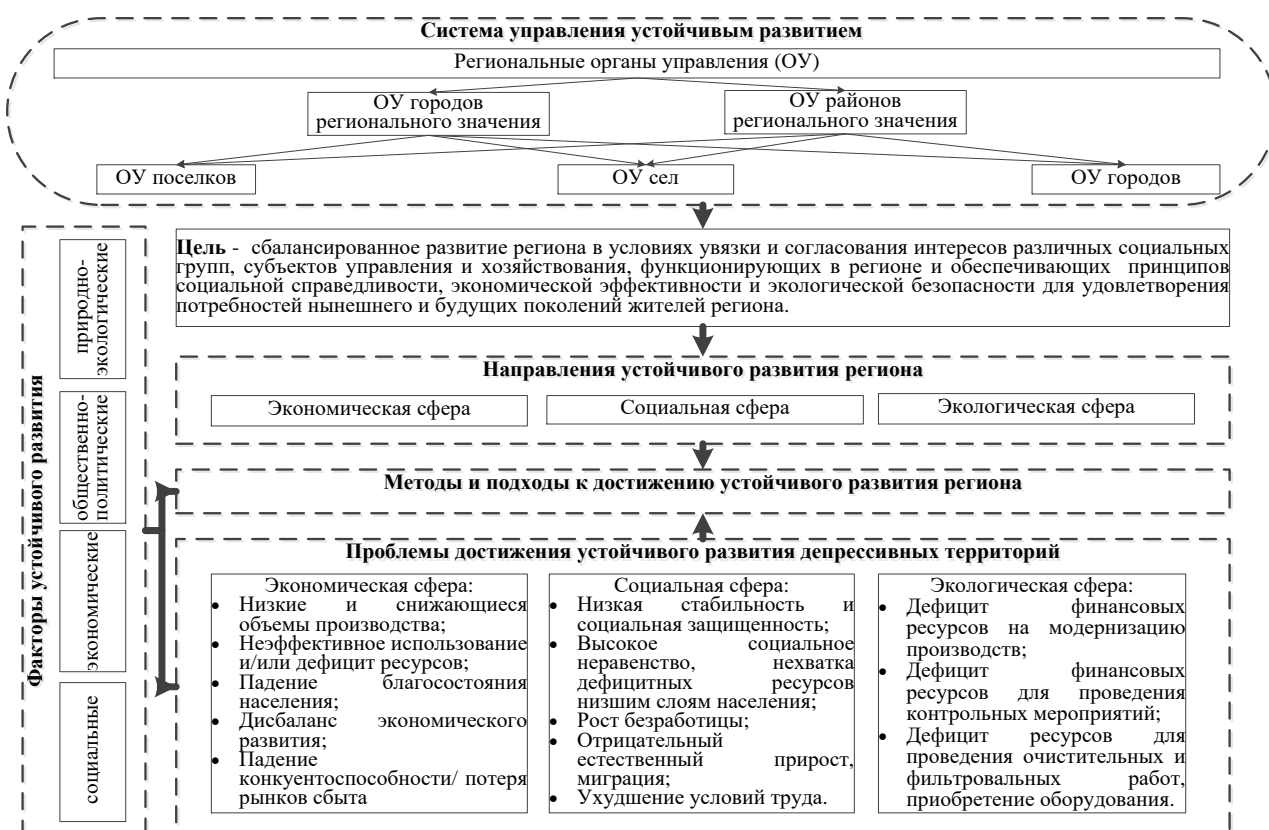 Система управления устойчивым развитием
Региональные органы управления (ОУ)
ОУ городов
регионального значения
ОУ районов
регионального значения
ОУ поселков
ОУ сел
ОУ городов
Цель - сбалансированное развитие региона в условиях увязки и согласования интересов различных социальных
групп, субъектов управления и хозяйствования, функционирующих в регионе и обеспечивающих принципов
социальной справедливости, экономической эффективности и экологической безопасности для удовлетворения
потребностей нынешнего и будущих поколений жителей региона.
Факторы устойчивого развития
природно-
экологические
общественно-
политические
экономические
социальные
Направления устойчивого развития региона
Экономическая сфера
Социальная сфера
Экологическая сфера
Методы и подходы к достижению устойчивого развития региона
Проблемы достижения устойчивого развития депрессивных территорий
Экономическая сфера:
• Низкие и снижающиеся
объемы производства;
• Неэффективное использование
и/или дефицит ресурсов;
• Падение благосостояния
населения;
• Дисбаланс экономического
развития;
• Падение
конкуентоспособности/ потеря
рынков сбыта
Социальная сфера:
• Низкая стабильность и
социальная защищенность;
• Высокое социальное
неравенство, нехватка
дефицитных ресурсов
низшим слоям населения;
• Рост безработицы;
• Отрицательный
естественный прирост,
миграция;
• Ухудшение условий труда.
Экологическая сфера:
• Дефицит финансовых
ресурсов на модернизацию
производств;
• Дефицит финансовых
ресурсов для проведения
контрольных мероприятий;
• Дефицит ресурсов для
проведения очистительных и
фильтровальных работ,
приобретение оборудования.